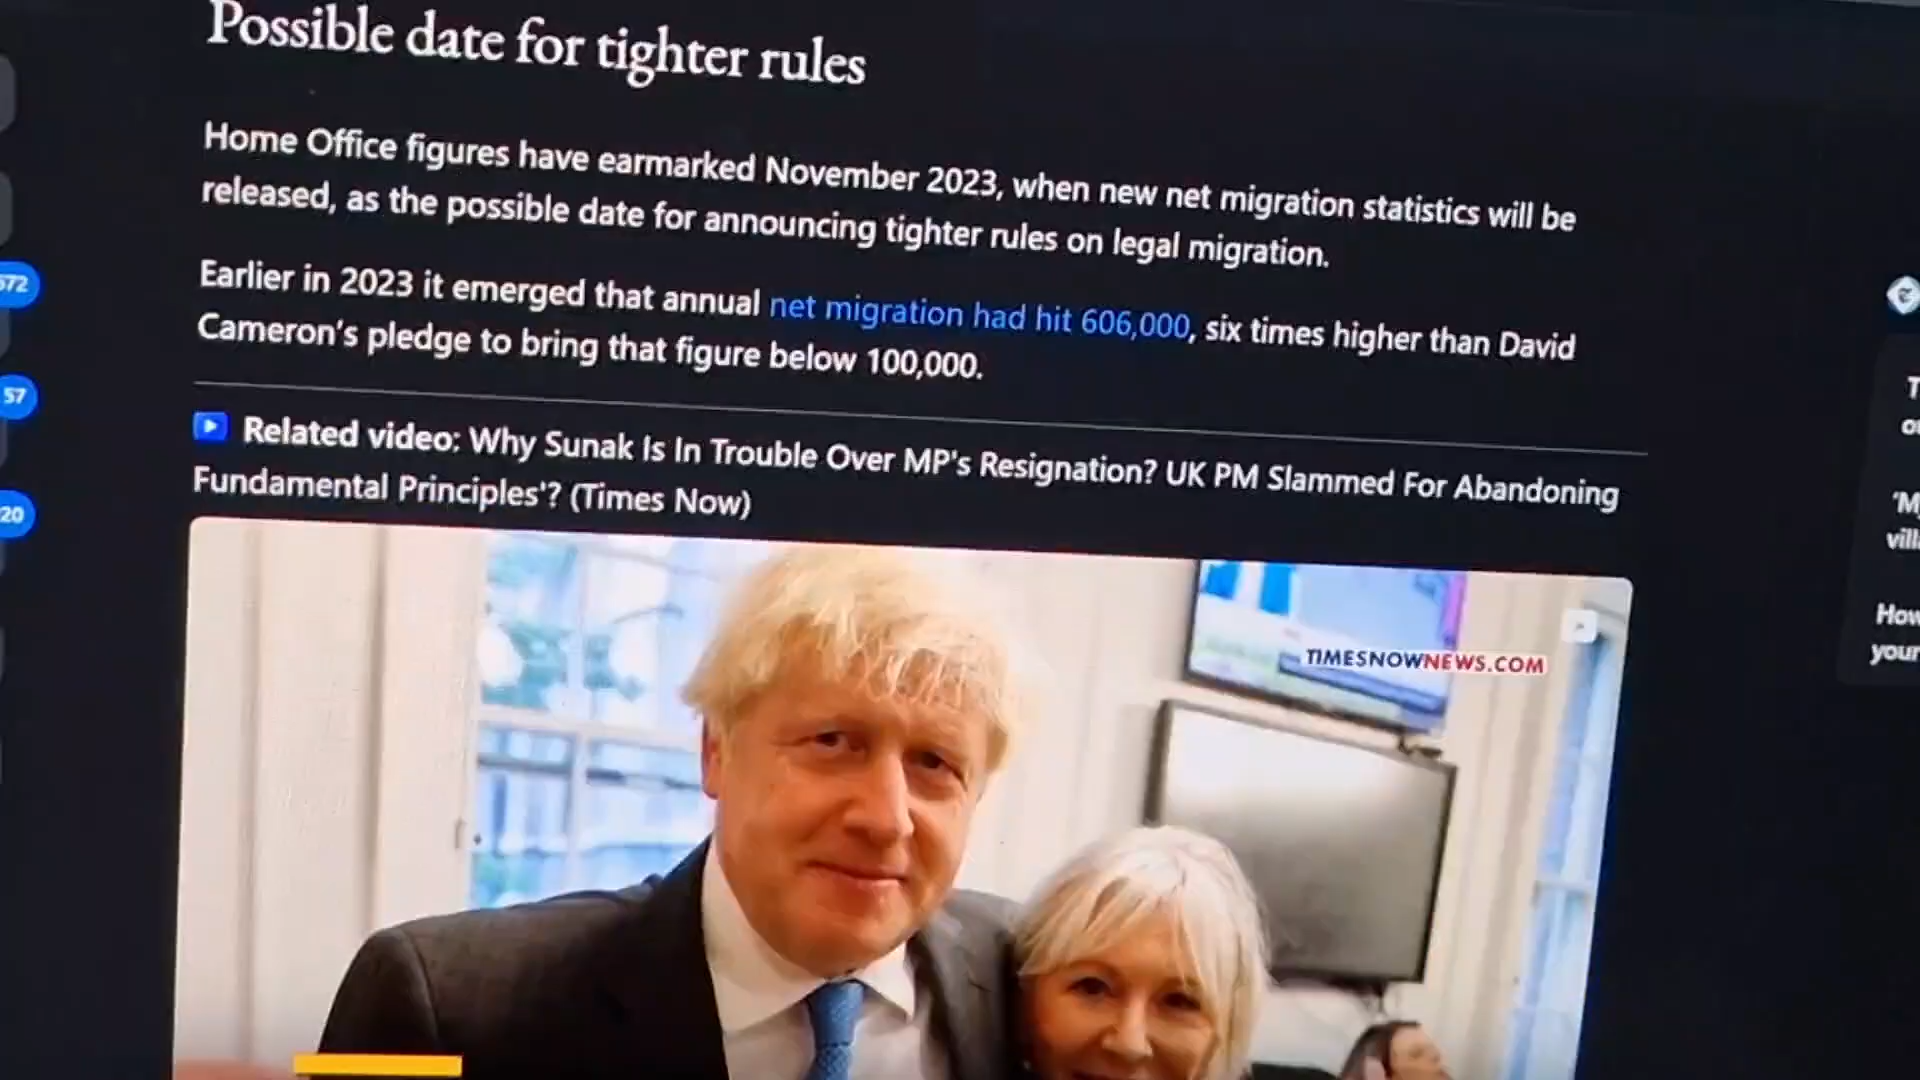 Possible date for tighter rules
Home Office figures have earmarked November 2023, when new net migration statistics will be
released, as the possible date for announcing tighter rules on legal migration.
Earlier in 2023 it emerged that annual net migration had hit 606,000, six times higher than David
Cameron's pledge to bring that figure below 100,000.
Related video: Why Sunak Is In Trouble Over MP's Resignation? UK PM Slammed For Abandoning
Fundamental Principles'? (Times Now)
TIMESNOWNEWS.COM
572
57
20
How
your